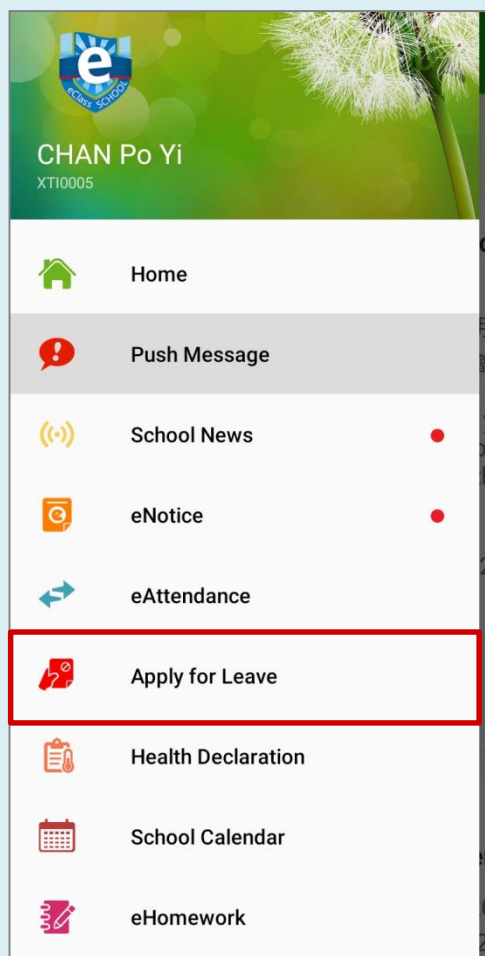 e
eClass SCHOOL
CHAN Po Yi
XTI0005
Home
Push Message
School News
eNotice
eAttendance
Apply for Leave
Health Declaration
School Calendar
eHomework